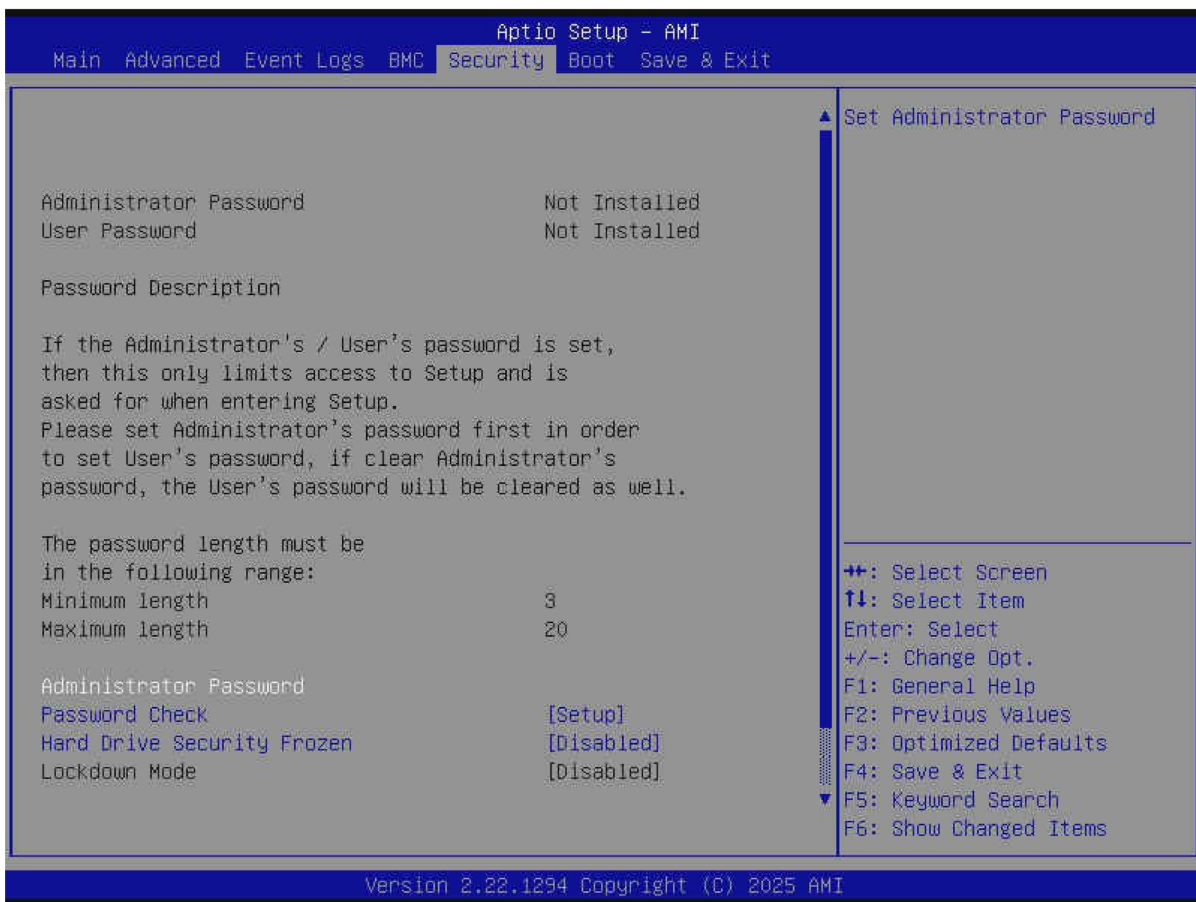 Aptio Setup – AMI
Main Advanced Event Logs BMC Security Boot Save & Exit
Set Administrator Password
Administrator Password Not Installed
User Password Not Installed
Password Description
If the Administrator's / User's password is set,
then this only limits access to Setup and is
asked for when entering Setup.
Please set Administrator's password first in order
to set User's password, if clear Administrator's
password, the User's password will be cleared as well.
The password length must be
in the following range:
Minimum length 3
Maximum length 20
Administrator Password
Password Check [Setup]
Hard Drive Security Frozen [Disabled]
Lockdown Mode [Disabled]
→←: Select Screen
↑↓: Select Item
Enter: Select
+/-: Change Opt.
F1: General Help
F2: Previous Values
F3: Optimized Defaults
F4: Save & Exit
F5: Keyword Search
F6: Show Changed Items
Version 2.22.1294 Copyright (C) 2025 AMI